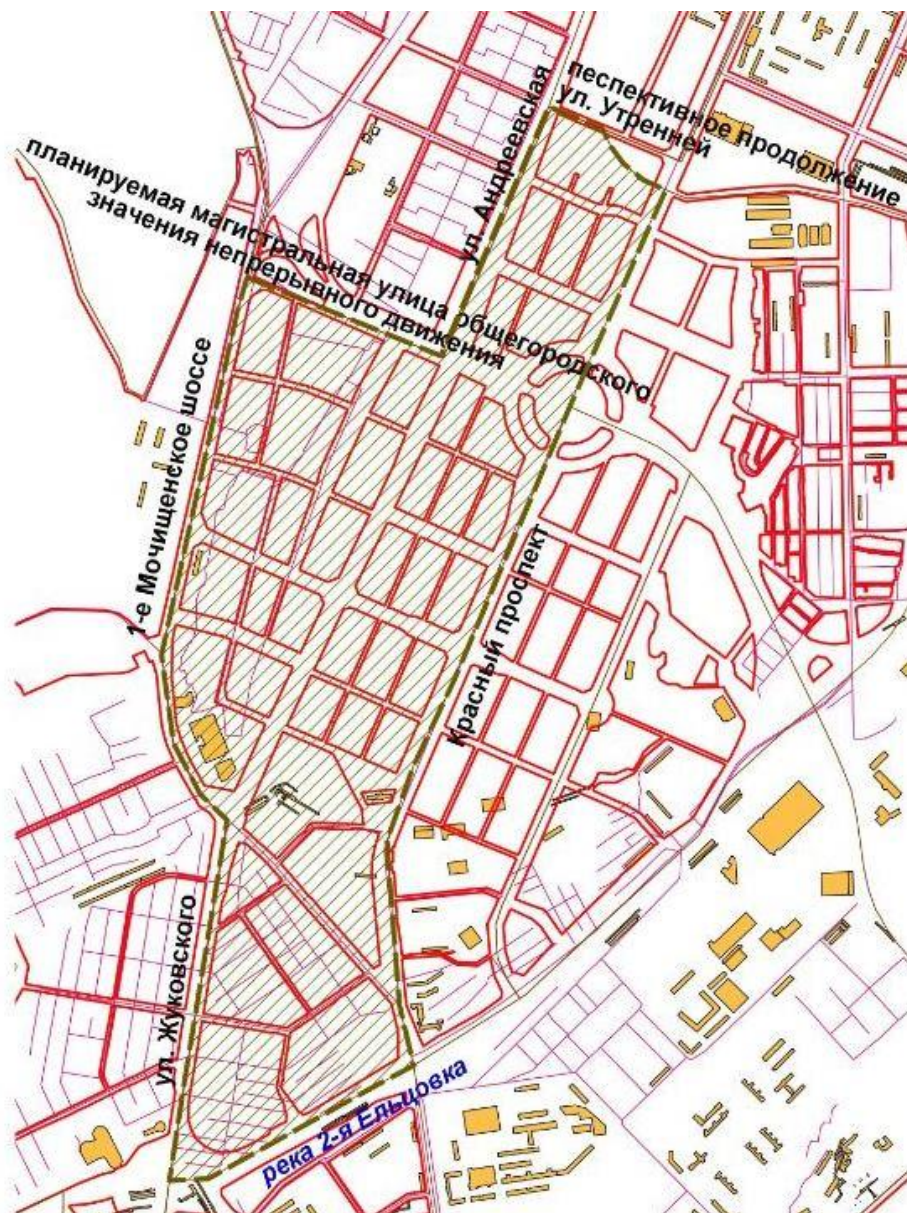 песпективное продолжение
ул. Утренней
ул. Андреевская
планируемая магистральная улица общегородского
значения непрерывного движения
1-е Мочищенское шоссе
Красный проспект
ул. Жуковского
река 2-я Ельцовка